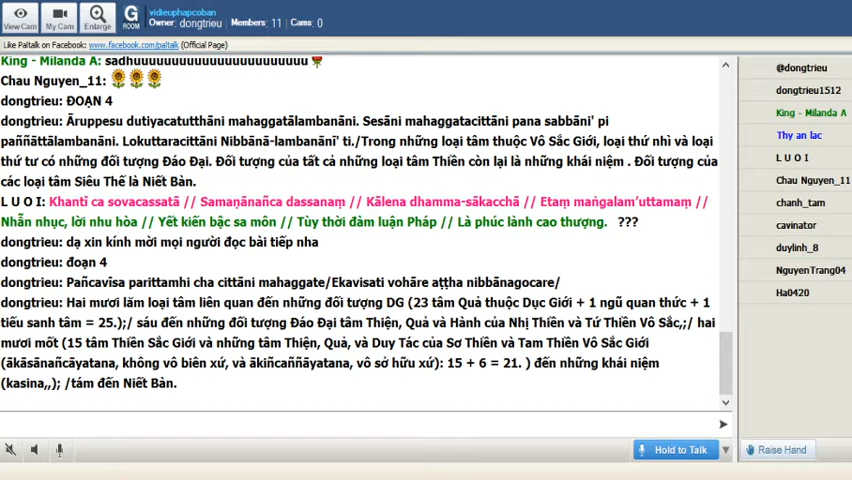 View Cam
My Cam
Enlarge
G
ROOM
vidieuphapcoban
Owner: dongtrieu Members: 11 Cams: 0
Like Paltalk on Facebook: www.facebook.com/paltalk (Official Page)
King - Milanda A: sadhuuuuuuuuuuuuuuuuuuuuuuuu
Chau Nguyen_11:
dongtrieu: ĐOẠN 4
dongtrieu: Āruppesu dutiyacatutthāni mahaggatālambanāni. Sesāni mahaggatacittāni pana sabbāni' pi
paññāttālambanāni. Lokuttaracittāni Nibbānā-lambanānī' ti./Trong những loại tâm thuộc Vô Sắc Giới, loại thứ nhì và loại
thứ tư có những đối tượng Đáo Đại. Đối tượng của tất cả những loại tâm Thiền còn lại là những khái niệm . Đối tượng của
các loại tâm Siêu Thế là Niết Bàn.
L U O I: Khantī ca sovacassatā // Samaṇānañca dassanaṃ // Kālena dhamma-sākacchā // Etaṃ maṅgalam'uttamaṃ //
Nhẫn nhục, lời nhu hòa // Yết kiến bậc sa môn // Tùy thời đàm luận Pháp // Là phúc lành cao thượng. ???
dongtrieu: dạ xin kính mời mọi người đọc bài tiếp nha
dongtrieu: đoạn 4
dongtrieu: Pañcavīsa parittamhi cha cittāni mahaggate/Ekavisati vohāre aṭṭha nibbānagocare/
dongtrieu: Hai mươi lăm loại tâm liên quan đến những đối tượng DG (23 tâm Quả thuộc Dục Giới + 1 ngũ quan thức + 1
tiếu sanh tâm = 25.);/ sáu đến những đối tượng Đáo Đại tâm Thiện, Quả và Hành của Nhị Thiền và Tứ Thiền Vô Sắc,;/ hai
mươi mốt (15 tâm Thiền Sắc Giới và những tâm Thiện, Quả, và Duy Tác của Sơ Thiền và Tam Thiền Vô Sắc Giới
(ākāsānañcāyatana, không vô biên xứ, và ākiñcaññāyatana, vô sở hữu xứ): 15 + 6 = 21. ) đến những khái niệm
(kasina,,); /tám đến Niết Bàn.
@dongtrieu
dongtrieu1512
King - Milanda A
Thy an lac
L U O I
Chau Nguyen_11
chanh_tam
cavinator
duylinh_8
NguyenTrang04
Ha0420
Hold to Talk
Raise Hand